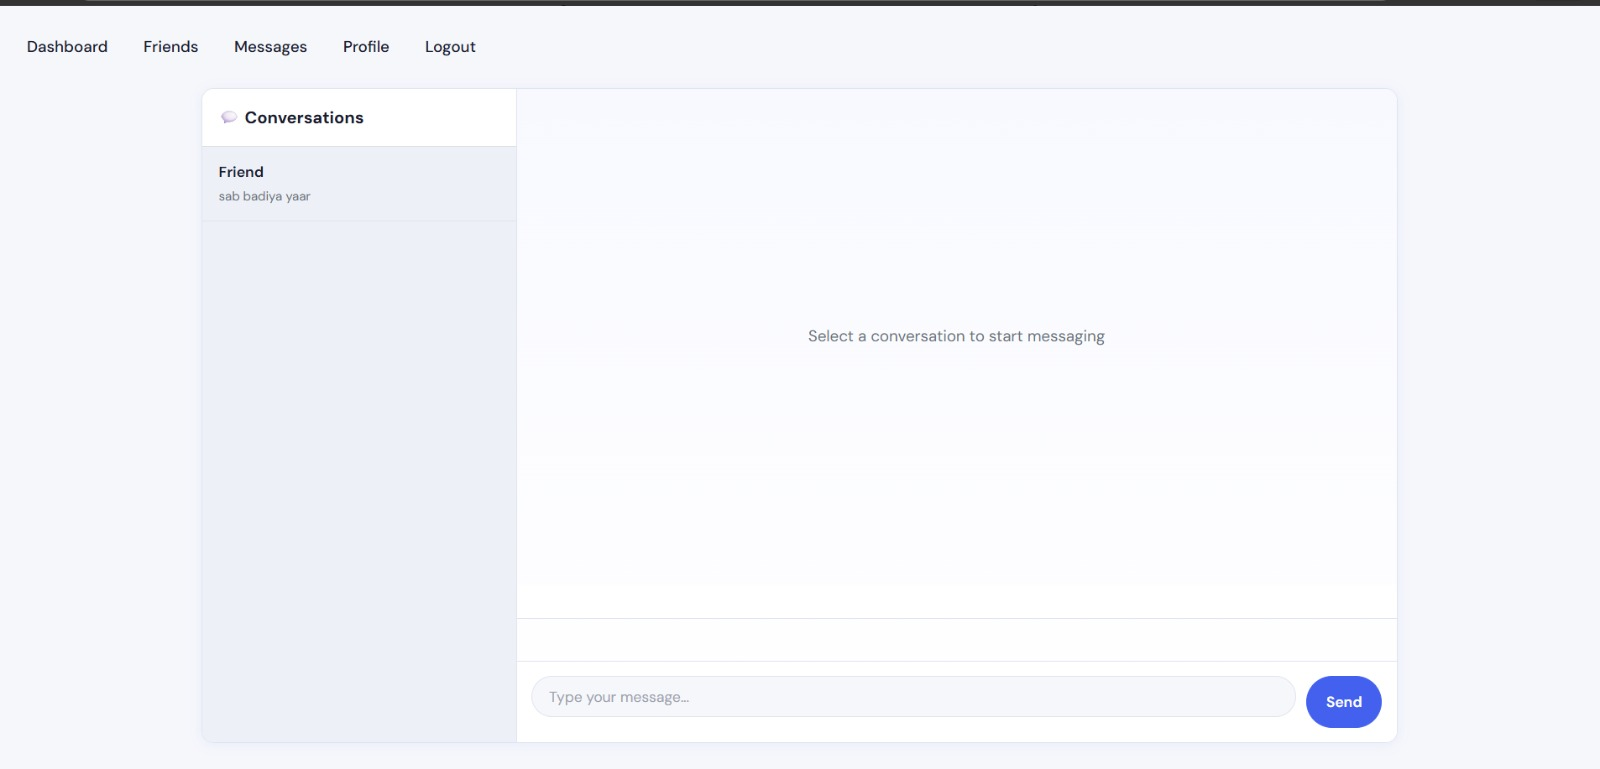 Dashboard Friends Messages Profile Logout
Conversations
Friend
sab badiya yaar
Select a conversation to start messaging
Type your message...
Send